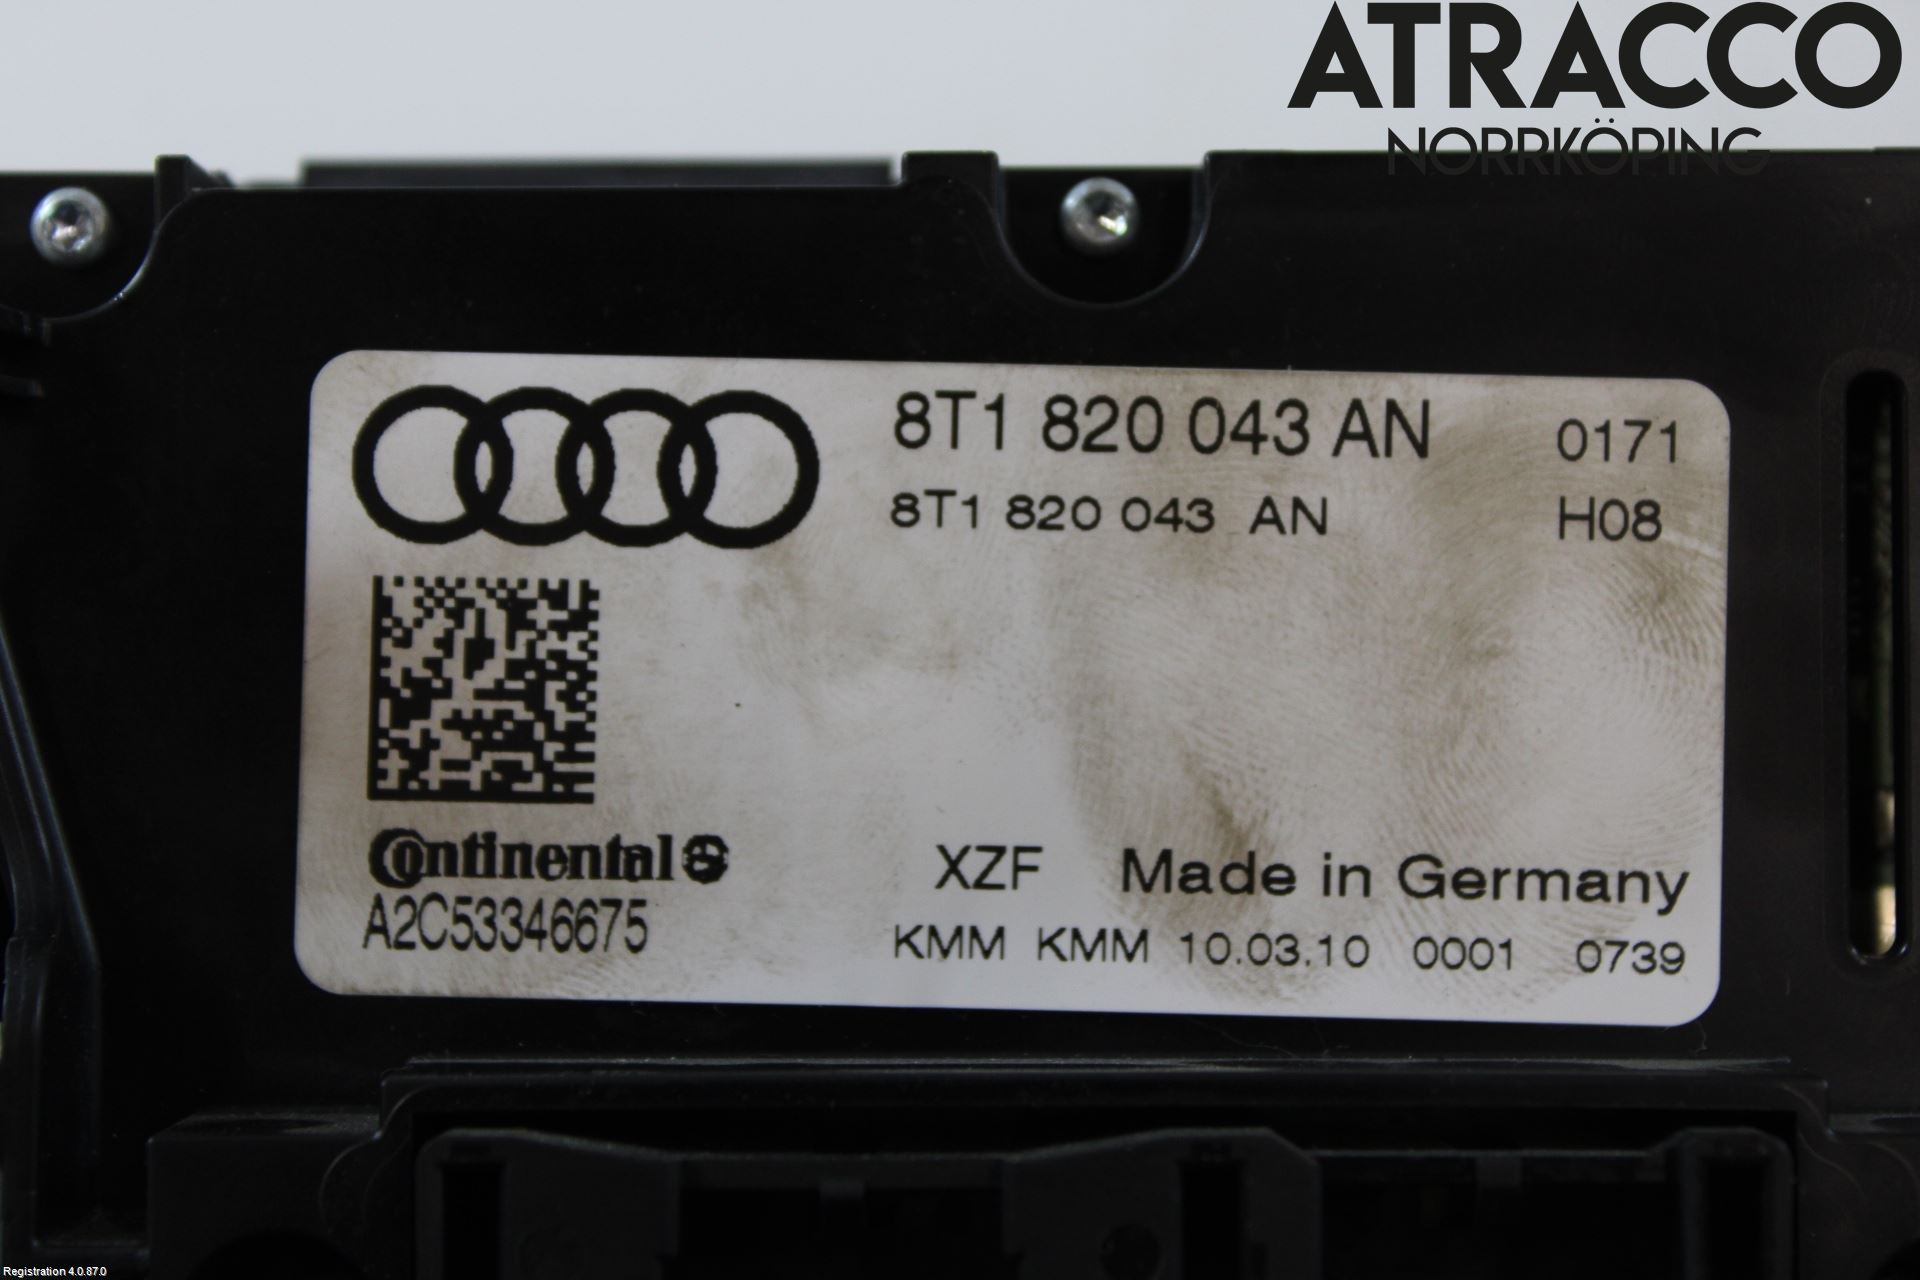 ATRACCO
NORRKÖPING
8T1 820 043 AN 0171
8T1 820 043 AN H08
Continental
A2C53346675
XZF Made in Germany
KMM KMM 10.03.10 0001 0739
Registration 4.0.87.0